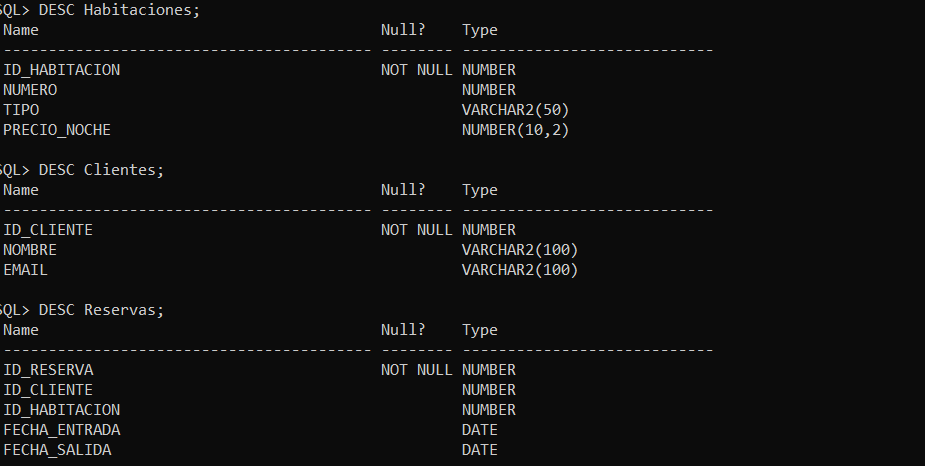 SQL> DESC Habitaciones;
Name Null? Type
----------------------------------------- -------- ----------------------------
ID_HABITACION NOT NULL NUMBER
NUMERO NUMBER
TIPO VARCHAR2(50)
PRECIO_NOCHE NUMBER(10,2)
SQL> DESC Clientes;
Name Null? Type
----------------------------------------- -------- ----------------------------
ID_CLIENTE NOT NULL NUMBER
NOMBRE VARCHAR2(100)
EMAIL VARCHAR2(100)
SQL> DESC Reservas;
Name Null? Type
----------------------------------------- -------- ----------------------------
ID_RESERVA NOT NULL NUMBER
ID_CLIENTE NUMBER
ID_HABITACION NUMBER
FECHA_ENTRADA DATE
FECHA_SALIDA DATE